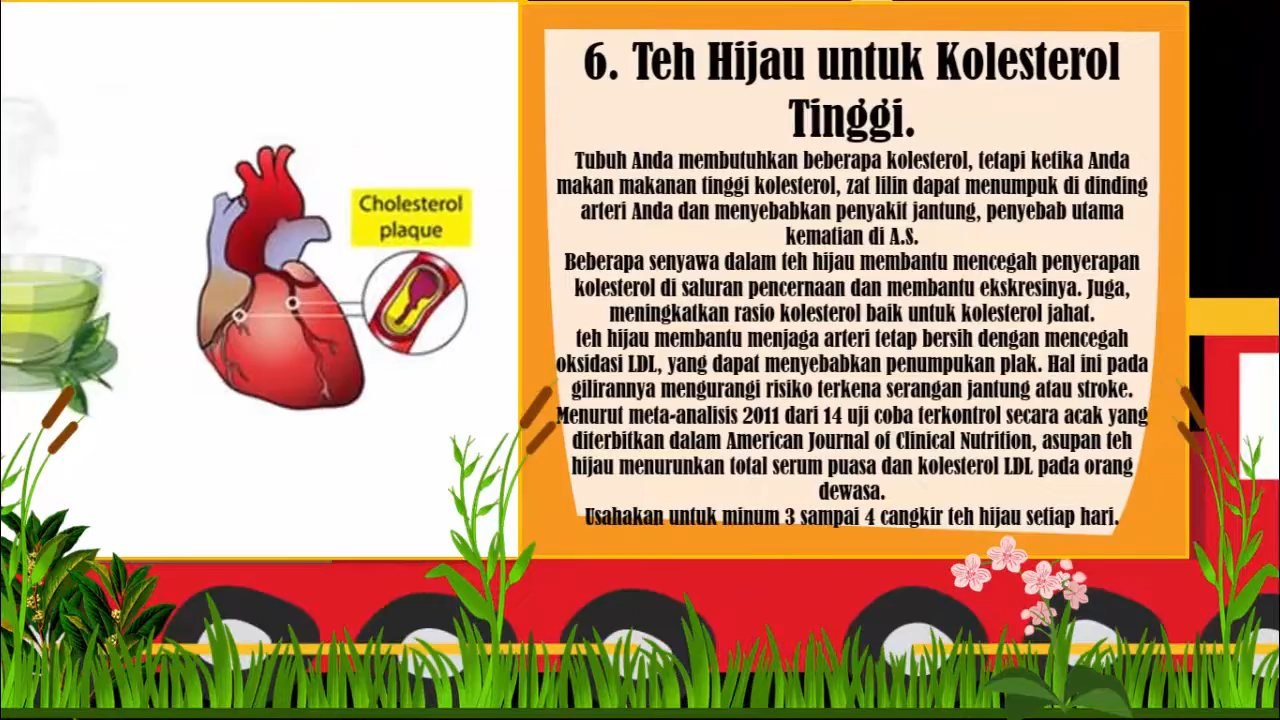 6. Teh Hijau untuk Kolesterol
Tinggi.
Tubuh Anda membutuhkan beberapa kolesterol, tetapi ketika Anda
makan makanan tinggi kolesterol, zat lilin dapat menumpuk di dinding
arteri Anda dan menyebabkan penyakit jantung, penyebab utama
kematian di A.S.
Beberapa senyawa dalam teh hijau membantu mencegah penyerapan
kolesterol di saluran pencernaan dan membantu ekskresinya. Juga,
meningkatkan rasio kolesterol baik untuk kolesterol jahat.
teh hijau membantu menjaga arteri tetap bersih dengan mencegah
oksidasi LDL, yang dapat menyebabkan penumpukan plak. Hal ini pada
gilirannya mengurangi risiko terkena serangan jantung atau stroke.
Menurut meta-analisis 2011 dari 14 uji coba terkontrol secara acak yang
diterbitkan dalam American Journal of Clinical Nutrition, asupan teh
hijau menurunkan total serum puasa dan kolesterol LDL pada orang
dewasa.
Usahakan untuk minum 3 sampai 4 cangkir teh hijau setiap hari.
Cholesterol
plaque